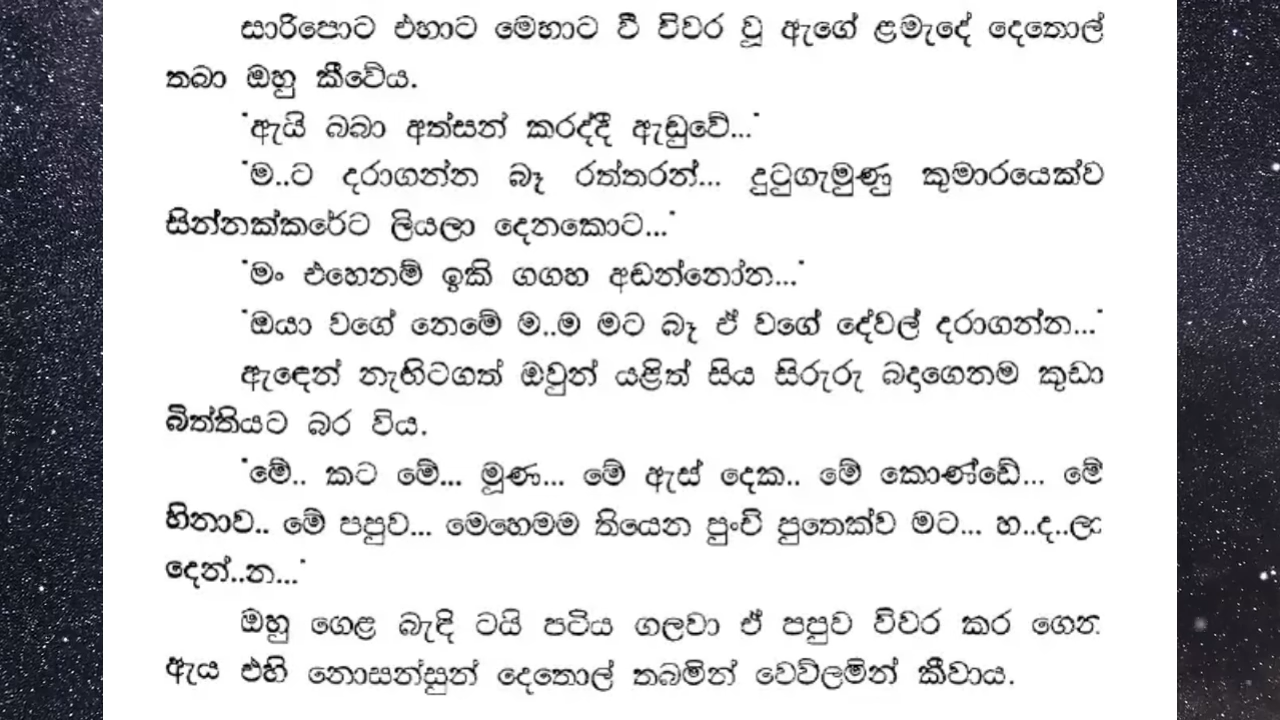 සාරිපොට එහාට මෙහාට වී විවර වූ ඇගේ ළමැදේ දෙතොල්
තබා ඔහු කීවේය.
"ඇයි බබා අත්සන් කරද්දී ඇඬුවේ..."
"ම..ට දරාගන්න බෑ රත්තරන්... දුටුගැමුණු කුමාරයෙක්ව
සින්නක්කරේට ලියලා දෙනකොට..."
"මං එහෙනම් ඉකි ගගහ අඬන්නෝන..."
"ඔයා වගේ නෙමේ ම..ම මට බෑ ඒ වගේ දේවල් දරාගන්න..."
ඇඳෙන් නැඟිටගත් ඔවුන් යළිත් සිය සිරුරු බදාගෙනම කුඩා
බිත්තියට බර විය.
"මේ.. කට මේ... මූණ... මේ ඇස් දෙක.. මේ කොණ්ඩේ... මේ
හිනාව.. මේ පපුව... මෙහෙමම තියෙන පුංචි පුතෙක්ව මට... හ..ද..ලා
දෙන්..න..."
ඔහු ගෙළ බැඳි ටයි පටිය ගලවා ඒ පපුව විවර කර ගෙන
ඇය එහි නොසන්සුන් දෙතොල් තබමින් වෙව්ලමින් කීවාය.